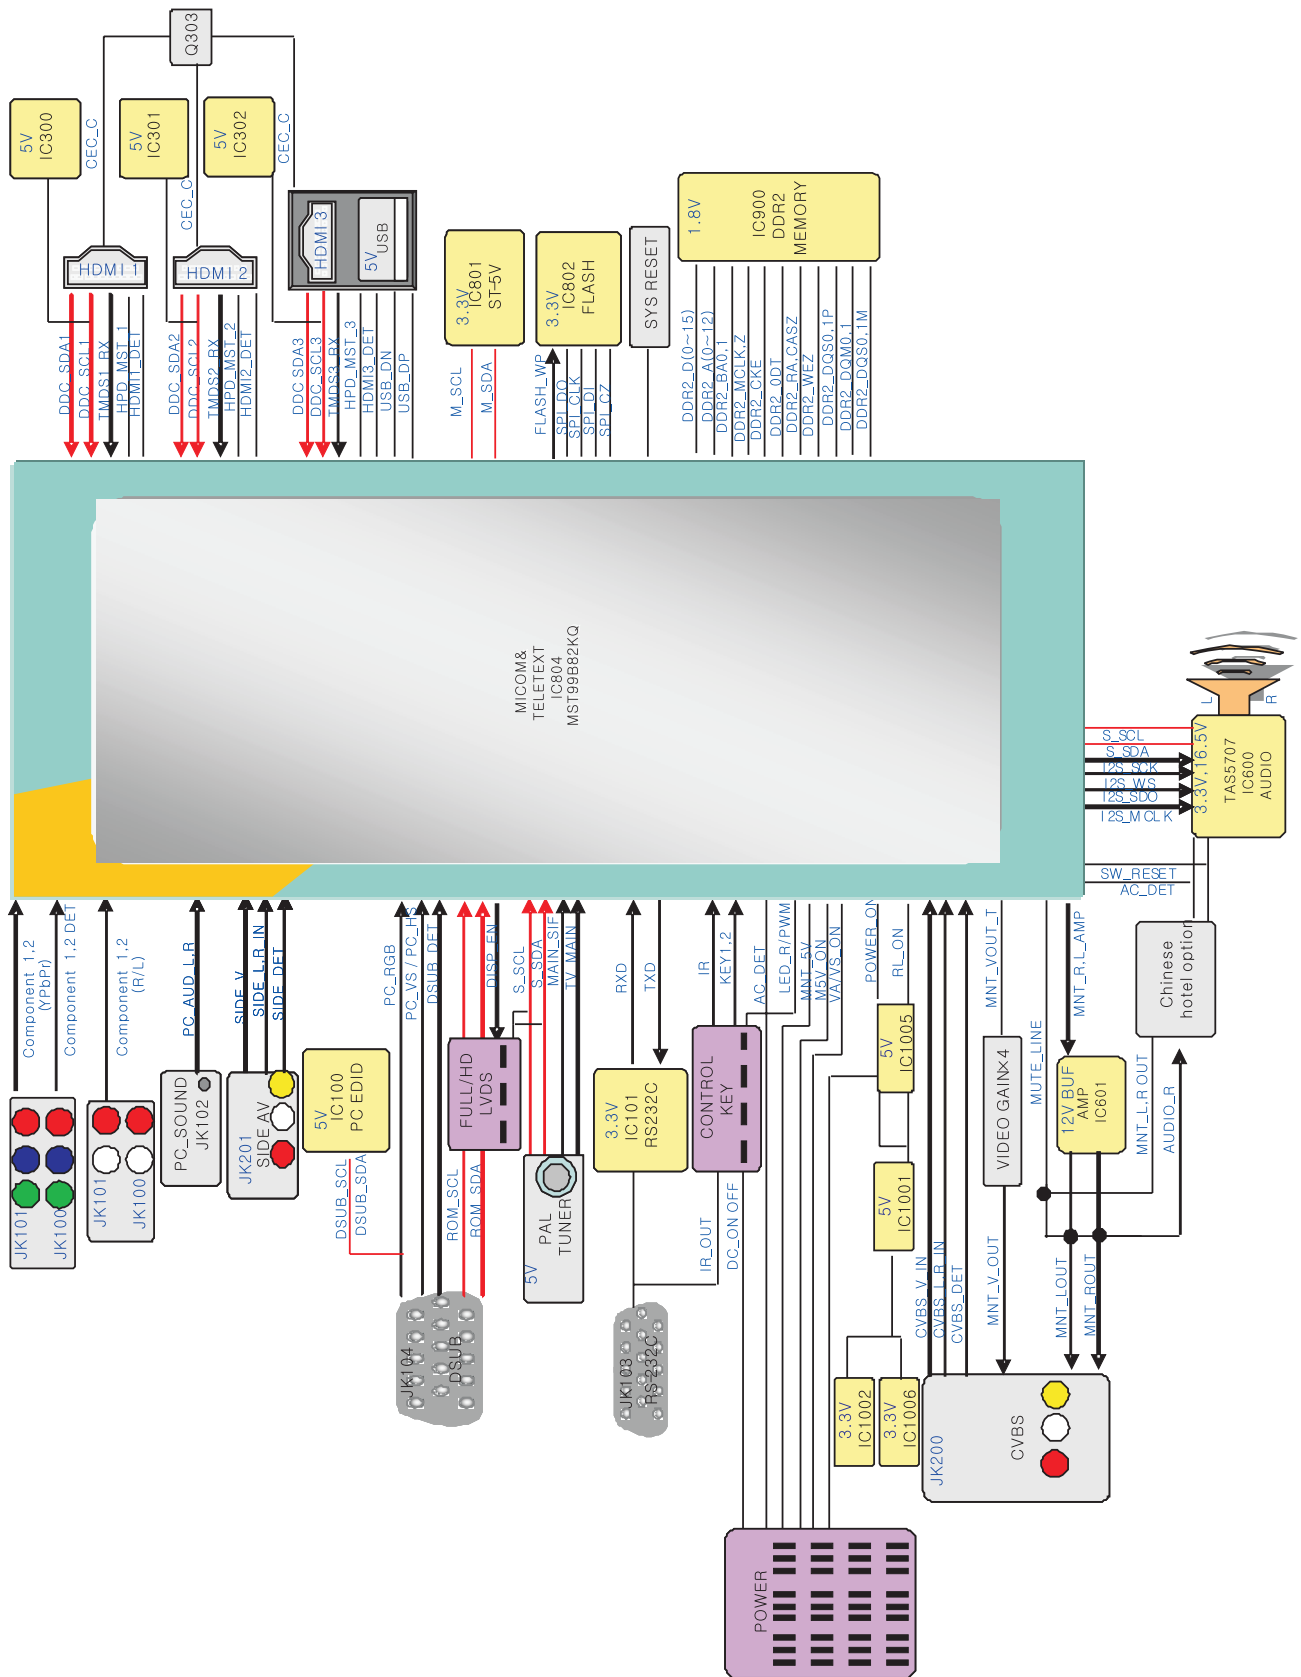 Q303
5V
IC300
5V
IC301
5V
IC302
CEC_C
CEC_C
CEC_C
HDMI 1
HDMI 2
HDMI 3
5V
USB
3.3V
IC801
ST-5V
3.3V
IC802
FLASH
SYS RESET
1.8V
IC900
DDR2
MEMORY
DDC_SDA1
DDC_SCL1
TMDS1_RX
HPD_MST_1
HDMI1_DET
DDC_SDA2
DDC_SCL2
TMDS2_RX
HPD_MST_2
HDMI2_DET
DDC SDA3
DDC_SCL3
TMDS3_RX
HPD_MST_3
HDMI3_DET
USB_DN
USB_DP
M_SCL
M_SDA
FLASH_WP
SPI_DO
SPI_CLK
SPI_DI
SPI_CZ
DDR2_D(0~15)
DDR2_A(0~12)
DDR2_BA0,1
DDR2_MCLK,Z
DDR2_CKE
DDR2_0DT
DDR2_RA,CASZ
DDR2_WEZ
DDR2_DQS0,1P
DDR2_DQM0,1
DDR2_DQS0,1M
MICOM&
TELETEXT
IC804
MST99B82KQ
L
R
S_SCL
S_SDA
I2S_SCK
I2S_WS
I2S_SDO
I2S_MCLK
3.3V,16.5V
TAS5707
IC600
AUDIO
SW_RESET
AC_DET
Chinese
hotel option
Component 1,2
(YPbPr)
Component 1,2 DET
Component 1,2
(R/L)
PC_AUD_L,R
SIDE_V
SIDE L,R_IN
SIDE_DET
PC_RGB
PC_VS / PC_HS
DSUB_DET
DISP_EN
S_SCL
S_SDA
MAIN_SIF
TV_MAIN
RXD
TXD
IR
KEY1,2
AC_DET
LED_R/PWM
MNT_5V
M5V_ON
VA/VS_ON
POWER_ON
RL_ON
MNT_VOUT_T
MUTE_LINE
MNT_R,L_AMP
JK101
JK100
JK101
JK100
PC_SOUND
JK102
JK201
SIDE AV
5V
IC100
PC EDID
DSUB_SCL
DSUB_SDA
FULL/HD
LVDS
ROM_SCL
ROM_SDA
5V
PAL
TUNER
3.3V
IC101
RS232C
CONTROL
KEY
IR_OUT
DC_ON OFF
5V
IC1005
5V
IC1001
VIDEO GAIN×4
12V BUF
AMP
IC601
MNT_L,R OUT
AUDIO_R
JK104
DSUB
JK103
RS-232C
3.3V
IC1002
3.3V
IC1006
CVBS_V_IN
CVBS_L,R_IN
CVBS_DET
MNT_V_OUT
MNT_LOUT
MNT_ROUT
JK200
CVBS
POWER